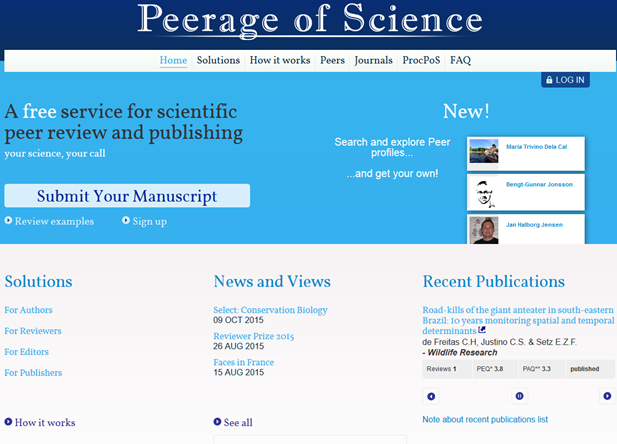 Peerage of Science
Home Solutions How it works Peers Journals ProcPoS FAQ
LOG IN
A free service for scientific
peer review and publishing
your science, your call
Submit Your Manuscript
Review examples Sign up
New!
Search and explore Peer
profiles...
...and get your own!
Maria Trivino Dela Cal
Bengt-Gunnar Jonsson
Jan Halborg Jensen
Solutions
For Authors
For Reviewers
For Editors
For Publishers
How it works
News and Views
Select: Conservation Biology
09 OCT 2015
Reviewer Prize 2015
26 AUG 2015
Faces in France
15 AUG 2015
See all
Recent Publications
Road-kills of the giant anteater in south-eastern
Brazil: 10 years monitoring spatial and temporal
determinants
de Freitas C.H, Justino C.S. & Setz E.Z.F.
- Wildlife Research
Reviews 1 PEQ* 3.8 PAQ** 3.3 published
Note about recent publications list